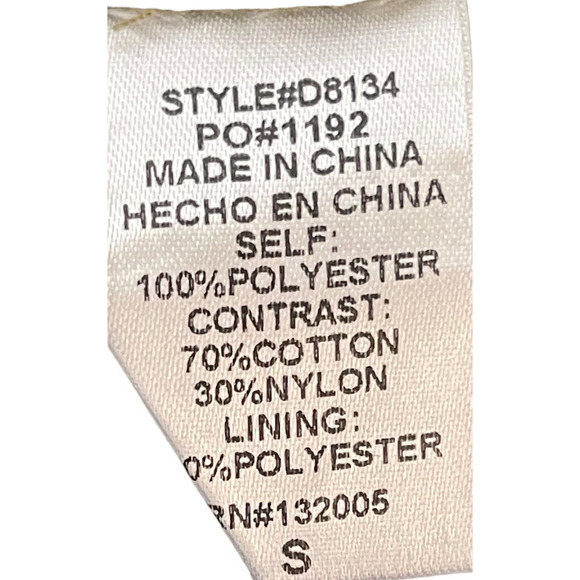 STYLE#D8134
PO#1192
MADE IN CHINA
HECHO EN CHINA
SELF:
100%POLYESTER
CONTRAST:
70%COTTON
30%NYLON
LINING:
0%POLYESTER
RN#132005
S